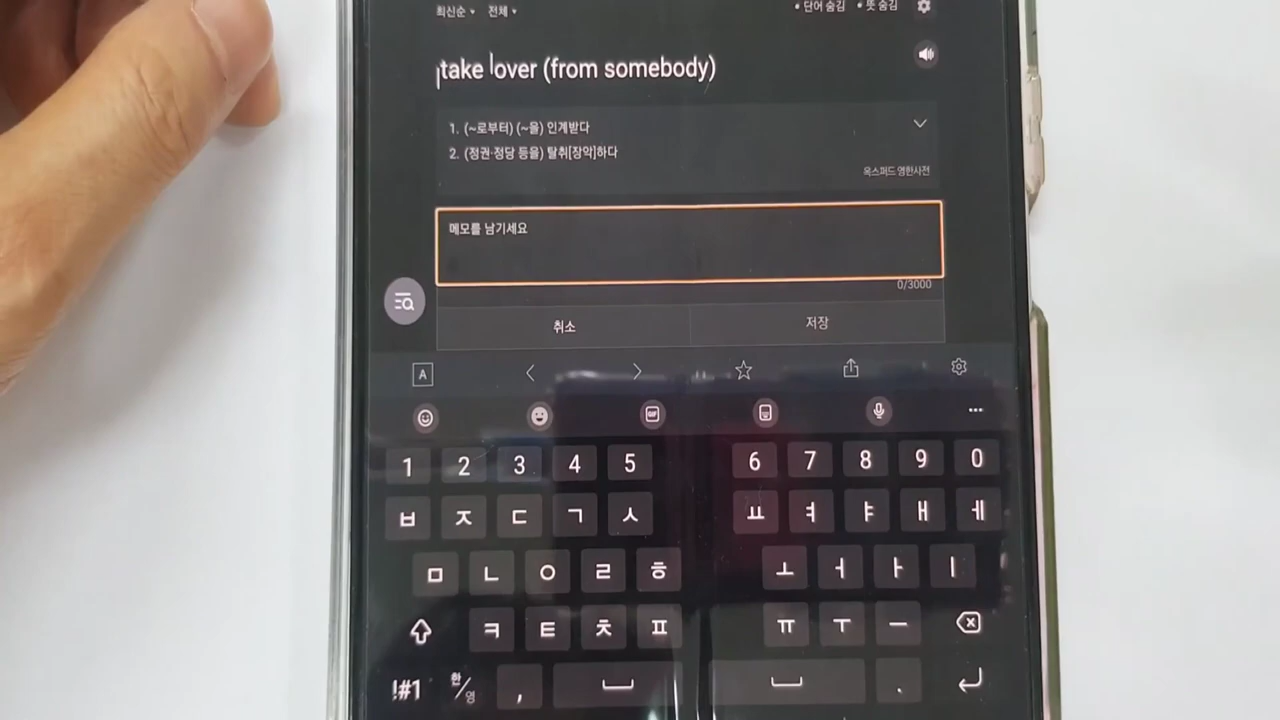 최신순 전체 • 단어 숨김 • 뜻 숨김
ˌtake ˈover (from somebody)
1. (~로부터) (~을) 인계받다
2. (정권·정당 등을) 탈취[장악]하다
옥스퍼드 영한사전
메모를 남기세요
0/3000
취소 저장
A
GIF
1 2 3 4 5 6 7 8 9 0
ㅂ ㅈ ㄷ ㄱ ㅅ ㅛ ㅕ ㅑ ㅐ ㅔ
ㅁ ㄴ ㅇ ㄹ ㅎ ㅗ ㅓ ㅏ ㅣ
ㅋ ㅌ ㅊ ㅍ ㅠ ㅜ ㅡ
!#1 한/영 , .